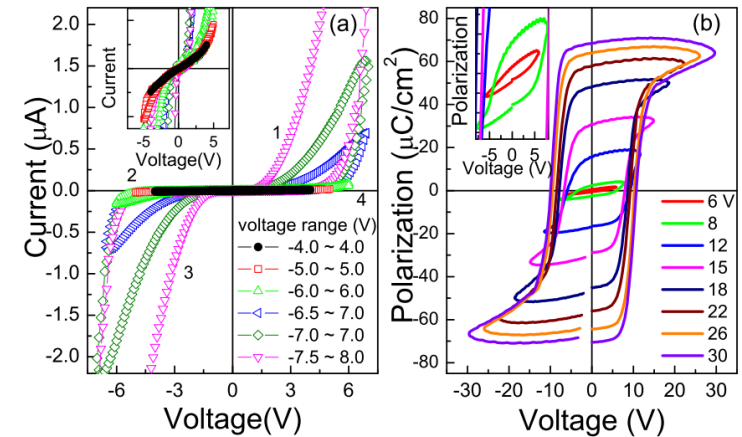 (a)
Current (μA)
2.0
1.5
1.0
0.5
0.0
-0.5
-1.0
-1.5
-2.0
-6 -3 0 3 6
Voltage(V)
Current
-5 0 5
Voltage(V)
1
2
3
4
voltage range (V)
-4.0 ~ 4.0
-5.0 ~ 5.0
-6.0 ~ 6.0
-6.5 ~ 7.0
-7.0 ~ 7.0
-7.5 ~ 8.0
(b)
Polarization (μC/cm²)
80
60
40
20
0
-20
-40
-60
-80
-30 -20 -10 0 10 20 30
Voltage (V)
Polarization
-5 0 5
Voltage (V)
6 V
8
12
15
18
22
26
30